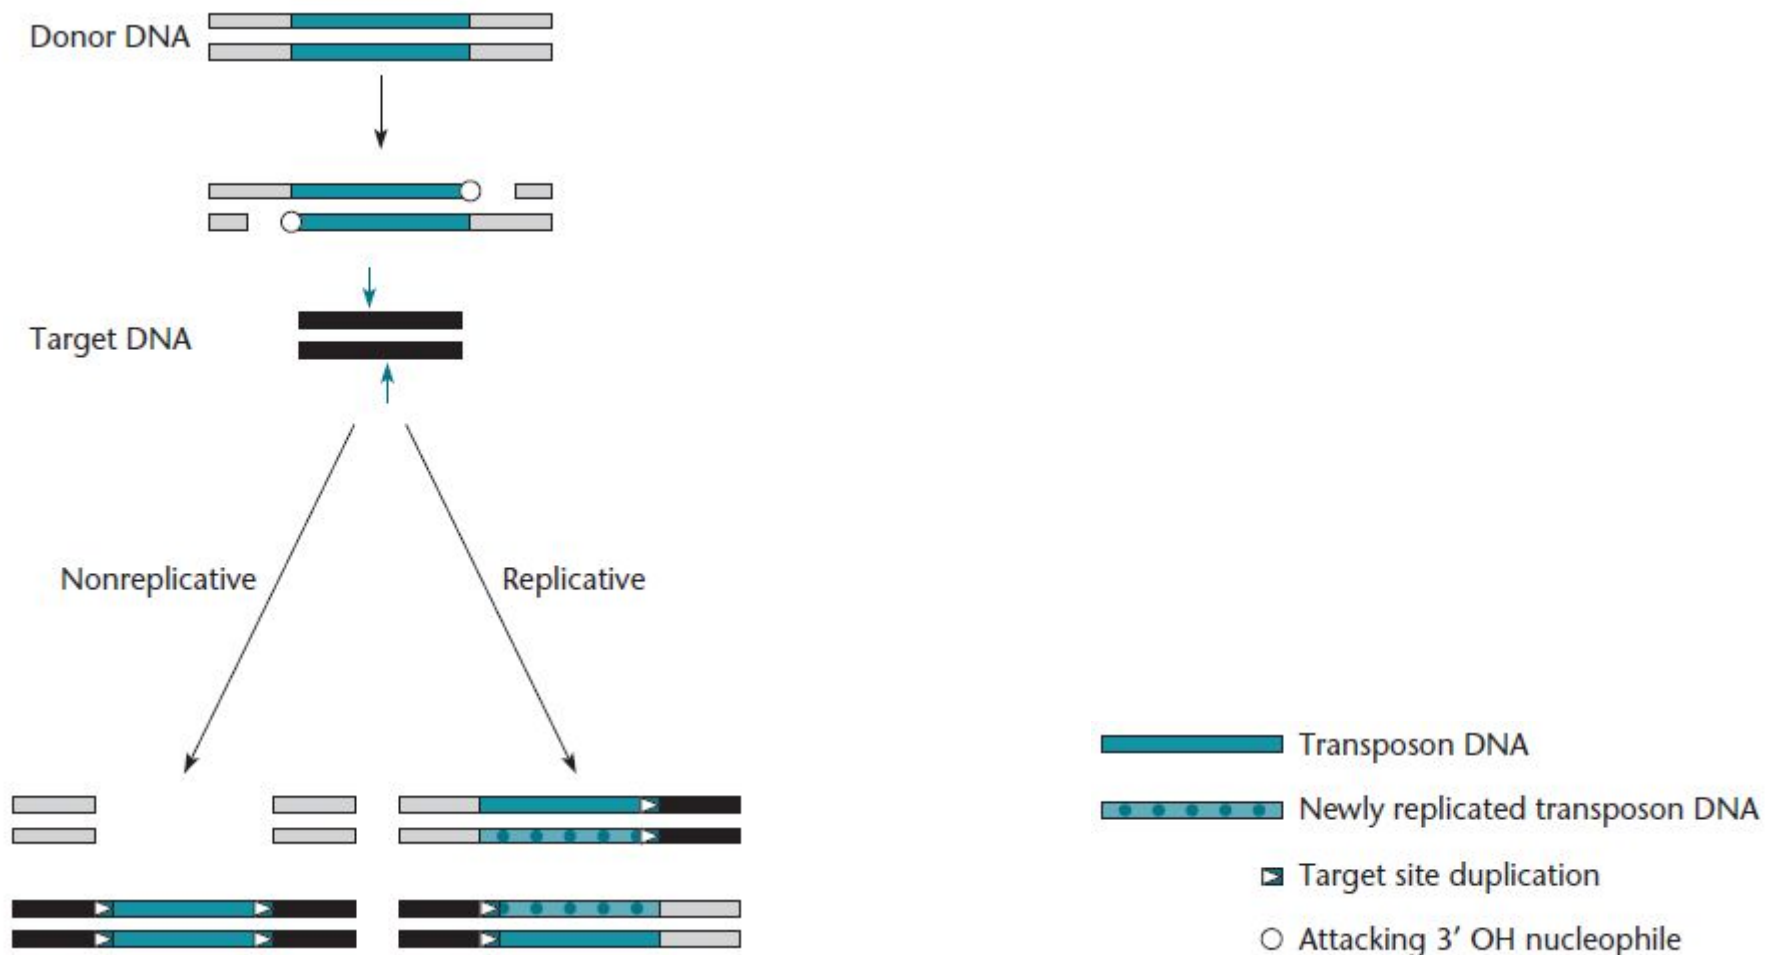 Donor DNA
Target DNA
Nonreplicative
Replicative
Transposon DNA
Newly replicated transposon DNA
Target site duplication
Attacking 3′ OH nucleophile